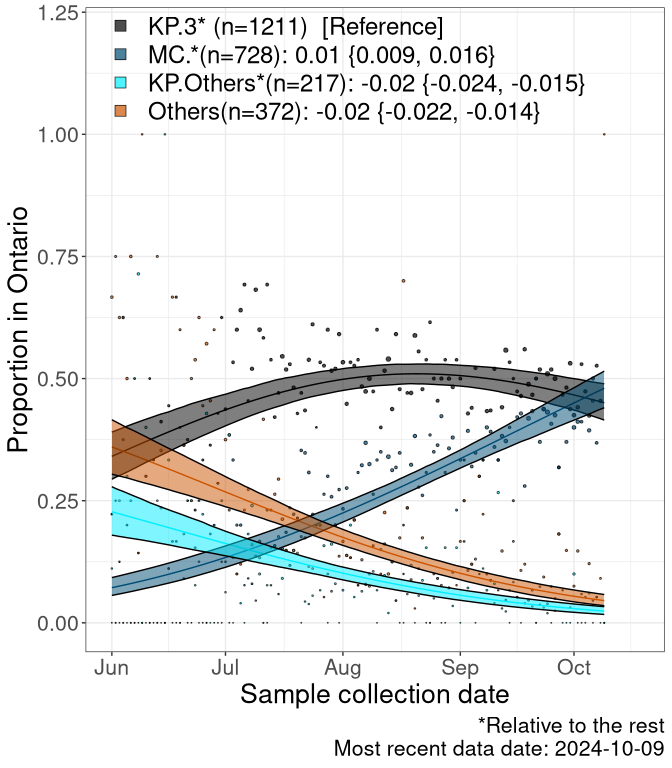 KP.3* (n=1211)  [Reference]
MC.*(n=728): 0.01 {0.009, 0.016}
KP.Others*(n=217): -0.02 {-0.024, -0.015}
Others(n=372): -0.02 {-0.022, -0.014}
1.25
1.00
0.75
0.50
0.25
0.00
Proportion in Ontario
Jun Jul Aug Sep Oct
Sample collection date
*Relative to the rest
Most recent data date: 2024-10-09